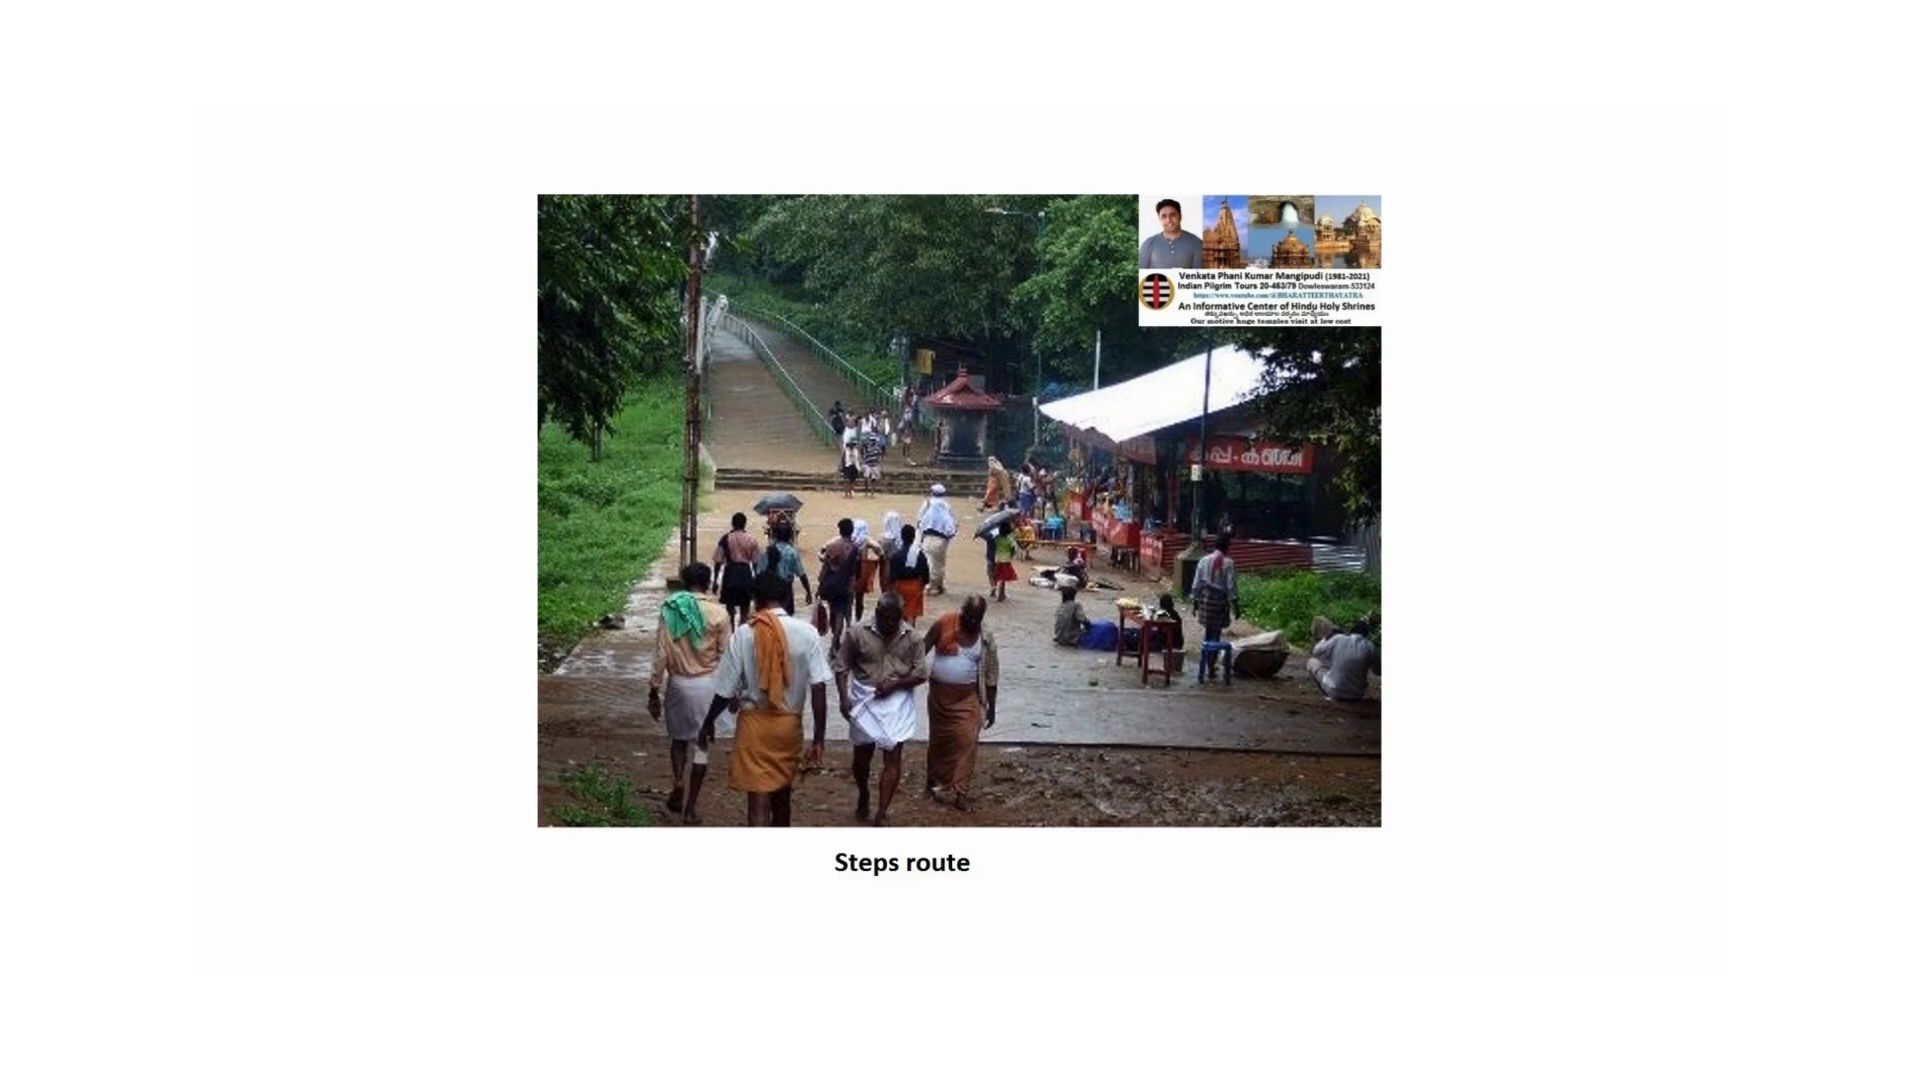 Venkata Phani Kumar Mangipudi (1981-2021)
Indian Pilgrim Tours 20-463/79 Dowleswaram-533124
https://www.youtube.com/@BHARATTEERTHAYATRA
An Informative Center of Hindu Holy Shrines
Our motive huge temples visit at low cost
Steps route